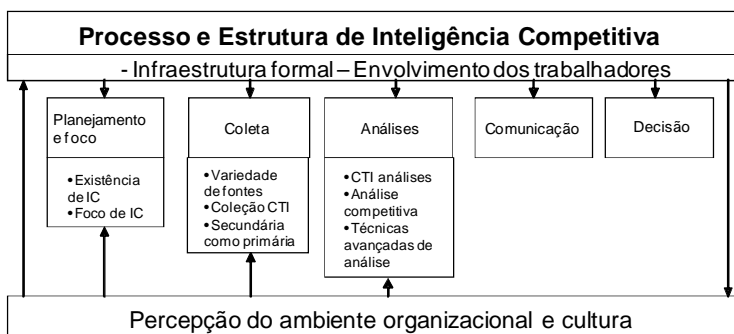 Processo e Estrutura de Inteligência Competitiva
- Infraestrutura formal – Envolvimento dos trabalhadores
Planejamento
e foco
Coleta
Análises
Comunicação
Decisão
•Existência
de IC
•Foco de IC
•Variedade
de fontes
•Coleção CTI
•Secundária
como primária
•CTI análises
•Análise
competitiva
•Técnicas
avançadas de
análise
Percepção do ambiente organizacional e cultura